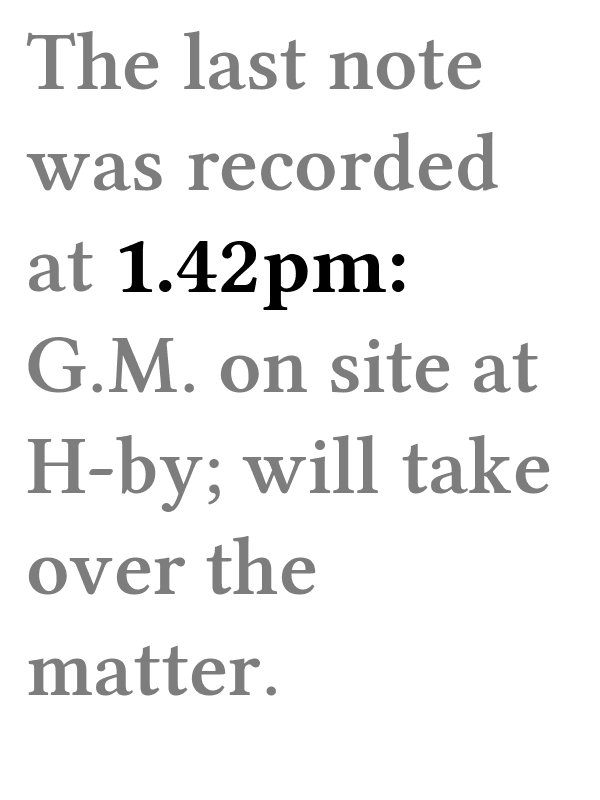 The last note
was recorded
at 1.42pm:
G.M. on site at
H-by; will take
over the
matter.